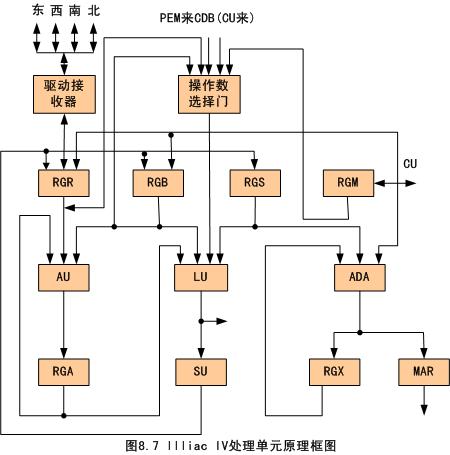 东 西 南 北
PEM来CDB(CU来)
驱动接收器
操作数选择门
RGR
RGB
RGS
RGM
CU
AU
LU
ADA
RGA
SU
RGX
MAR
图8.7 Illiac IV处理单元原理框图